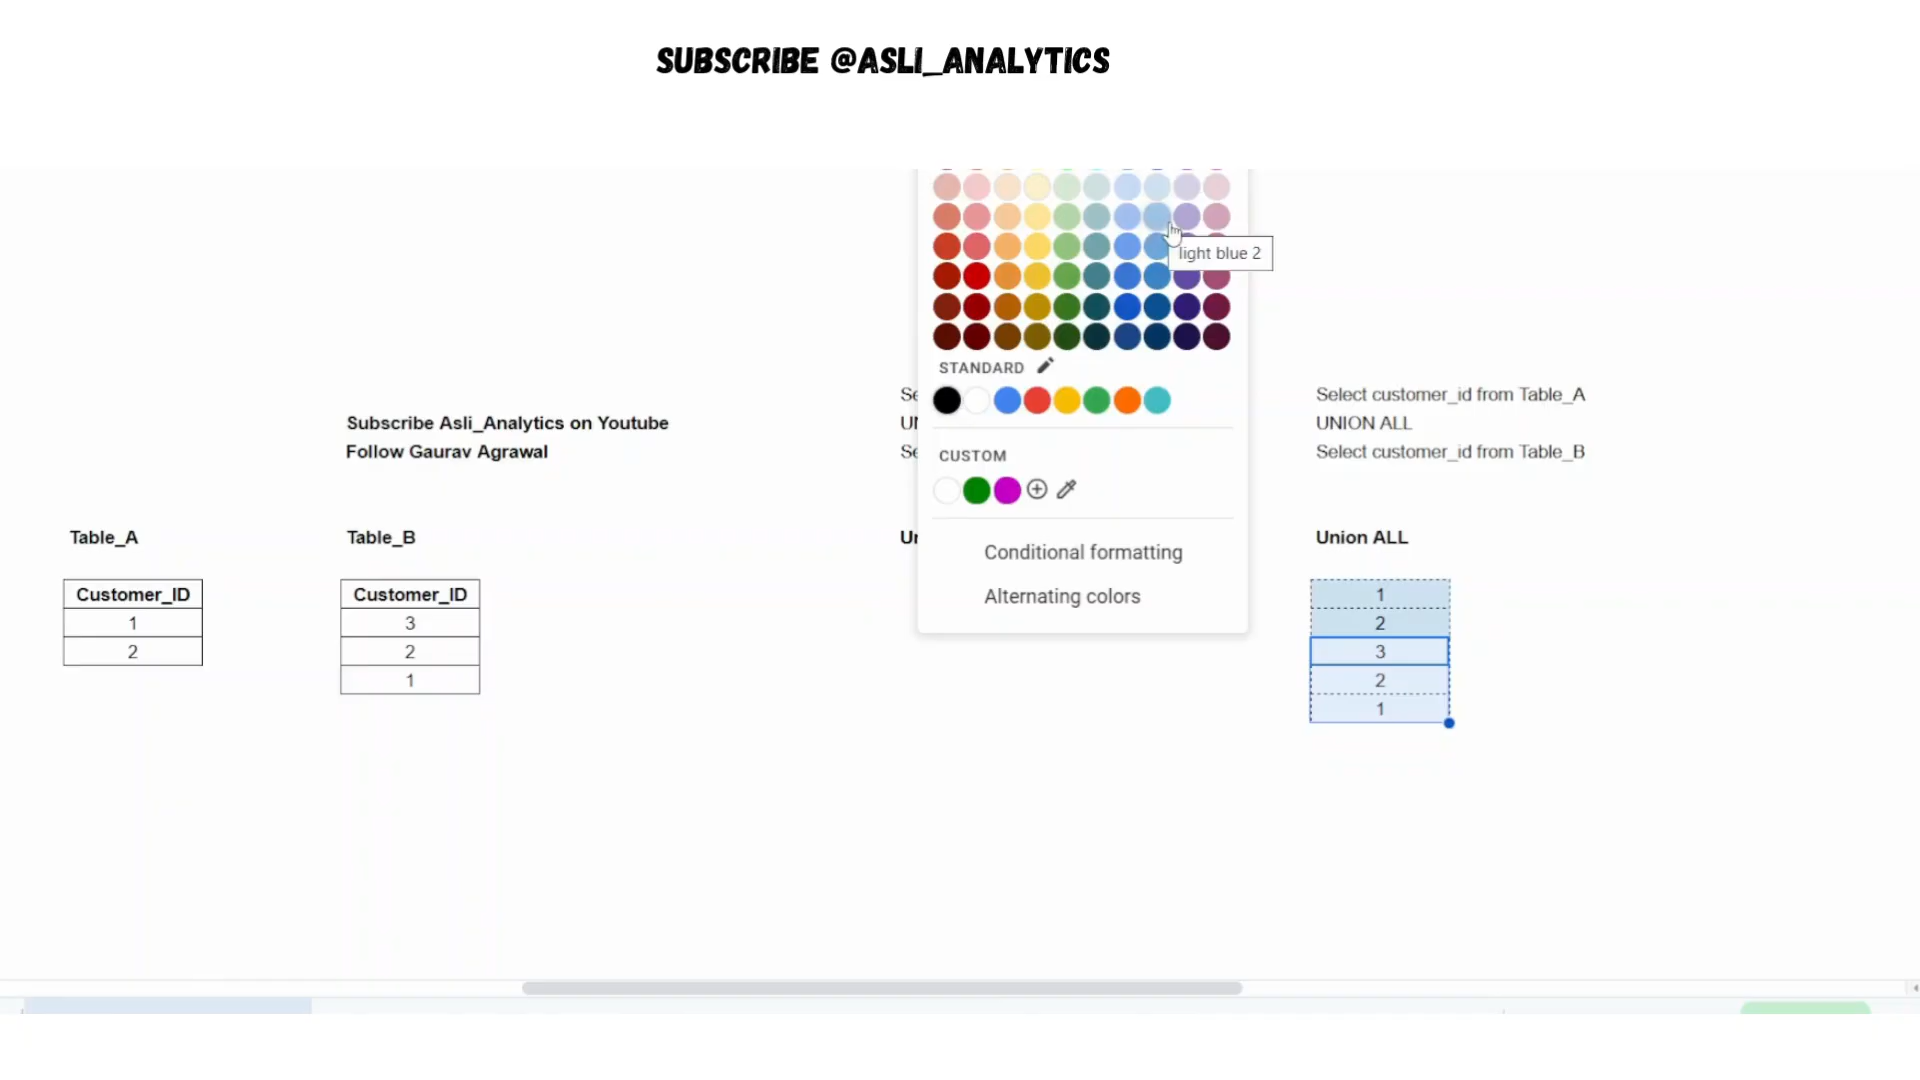 SUBSCRIBE @ASLI_ANALYTICS
light blue 2
STANDARD
Select customer_id from Table_A
UNION ALL
Select customer_id from Table_B
Subscribe Asli_Analytics on Youtube
Follow Gaurav Agrawal
CUSTOM
Table_A
Table_B
Union ALL
Conditional formatting
Alternating colors
Customer_ID
1
2
Customer_ID
3
2
1
1
2
3
2
1